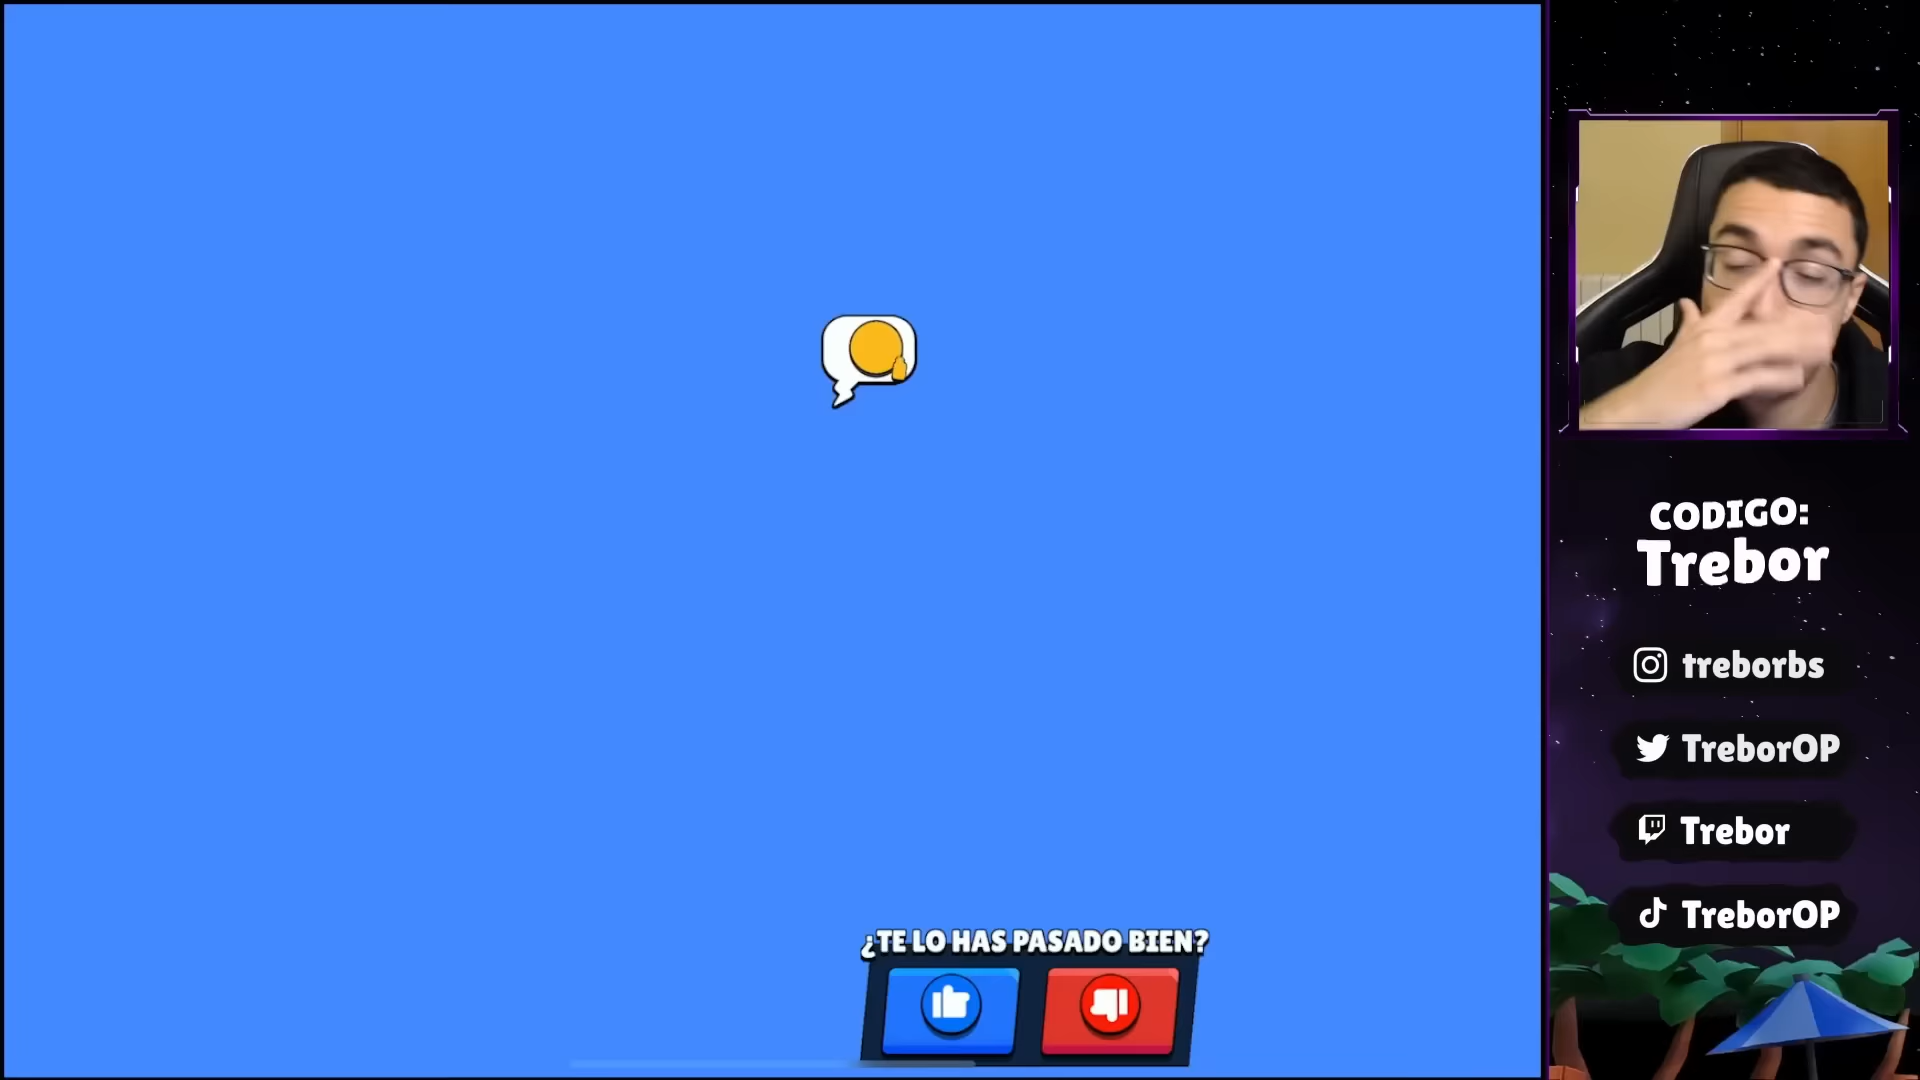 ¿TE LO HAS PASADO BIEN?
CODIGO:
Trebor
treborbs
TreborOP
Trebor
TreborOP